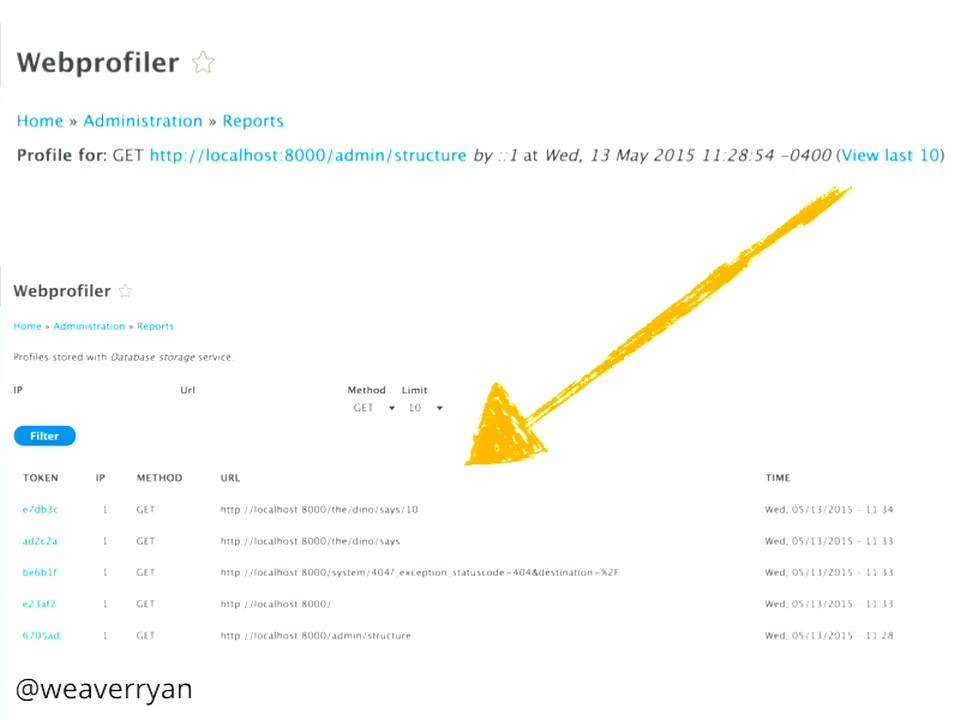 Webprofiler
Home » Administration » Reports
Profile for: GET http://localhost:8000/admin/structure by ::1 at Wed, 13 May 2015 11:28:54 -0400 (View last 10)
Webprofiler
Home » Administration » Reports
Profiles stored with Database storage service.
IP Url Method Limit
GET 10
Filter
TOKEN IP METHOD URL TIME
e7db3c 1 GET http://localhost:8000/the/dino/says/10 Wed, 05/13/2015 - 11:34
ad2c2a 1 GET http://localhost:8000/the/dino/says Wed, 05/13/2015 - 11:33
be6b1f 1 GET http://localhost:8000/system/404?_exception_statuscode=404&destination=%2F Wed, 05/13/2015 - 11:33
e23af2 1 GET http://localhost:8000/ Wed, 05/13/2015 - 11:33
6705ad 1 GET http://localhost:8000/admin/structure Wed, 05/13/2015 - 11:28
@weaverryan